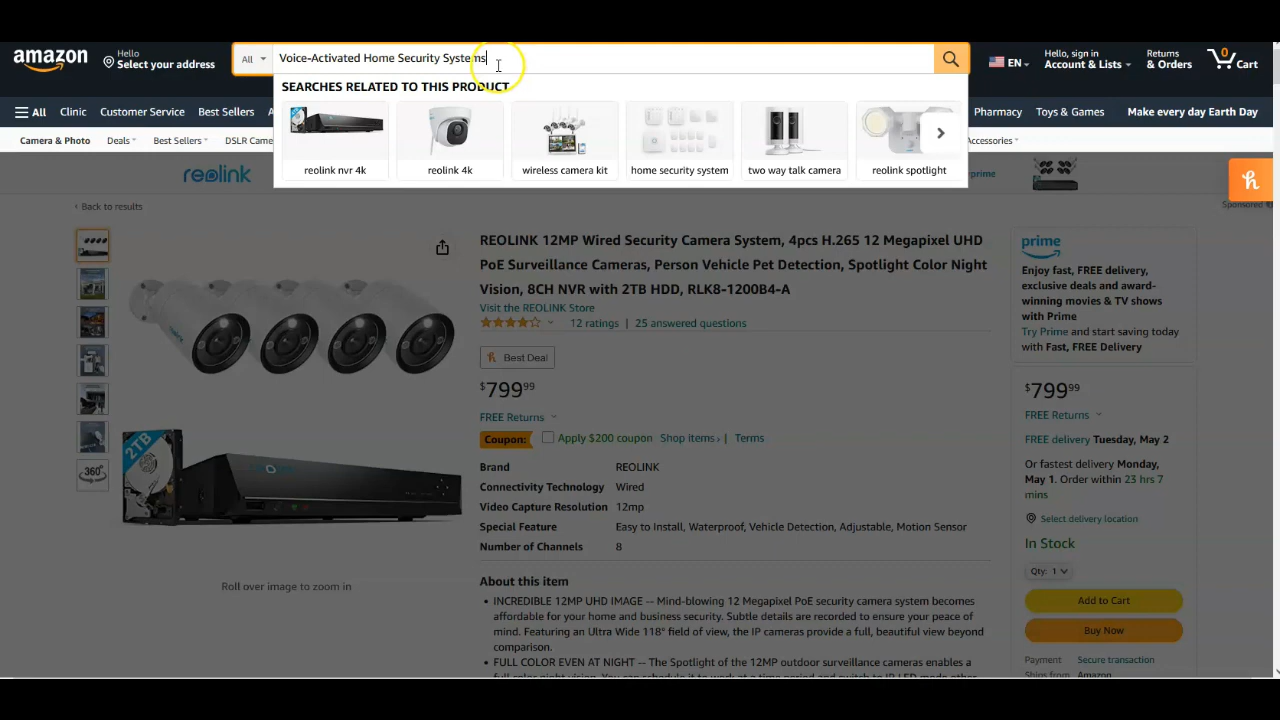 amazon
Hello
Select your address
All
Voice-Activated Home Security Systems
EN
Hello, sign in
Account & Lists
Returns
& Orders
0
Cart
SEARCHES RELATED TO THIS PRODUCT
reolink nvr 4k
reolink 4k
wireless camera kit
home security system
two way talk camera
reolink spotlight
All
Clinic
Customer Service
Best Sellers
Pharmacy
Toys & Games
Make every day Earth Day
Camera & Photo
Deals
Best Sellers
DSLR Came
Accessories
reolink
prime
Sponsored
‹ Back to results
REOLINK 12MP Wired Security Camera System, 4pcs H.265 12 Megapixel UHD
PoE Surveillance Cameras, Person Vehicle Pet Detection, Spotlight Color Night
Vision, 8CH NVR with 2TB HDD, RLK8-1200B4-A
Visit the REOLINK Store
12 ratings | 25 answered questions
Best Deal
$799.99
FREE Returns
Coupon: Apply $200 coupon Shop items › | Terms
Brand REOLINK
Connectivity Technology Wired
Video Capture Resolution 12mp
Special Feature Easy to Install, Waterproof, Vehicle Detection, Adjustable, Motion Sensor
Number of Channels 8
About this item
• INCREDIBLE 12MP UHD IMAGE -- Mind-blowing 12 Megapixel PoE security camera system becomes
affordable for your home and business security. Subtle details are recorded to ensure your peace of
mind. Featuring an Ultra Wide 118° field of view, the IP cameras provide a full, beautiful view beyond
comparison.
• FULL COLOR EVEN AT NIGHT -- The Spotlight of the 12MP outdoor surveillance cameras enables a
2TB
360°
Roll over image to zoom in
prime
Enjoy fast, FREE delivery,
exclusive deals and award-
winning movies & TV shows
with Prime
Try Prime and start saving today
with Fast, FREE Delivery
$799.99
FREE Returns
FREE delivery Tuesday, May 2
Or fastest delivery Monday,
May 1. Order within 23 hrs 7
mins
Select delivery location
In Stock
Qty: 1
Add to Cart
Buy Now
Payment Secure transaction
Ships from Amazon